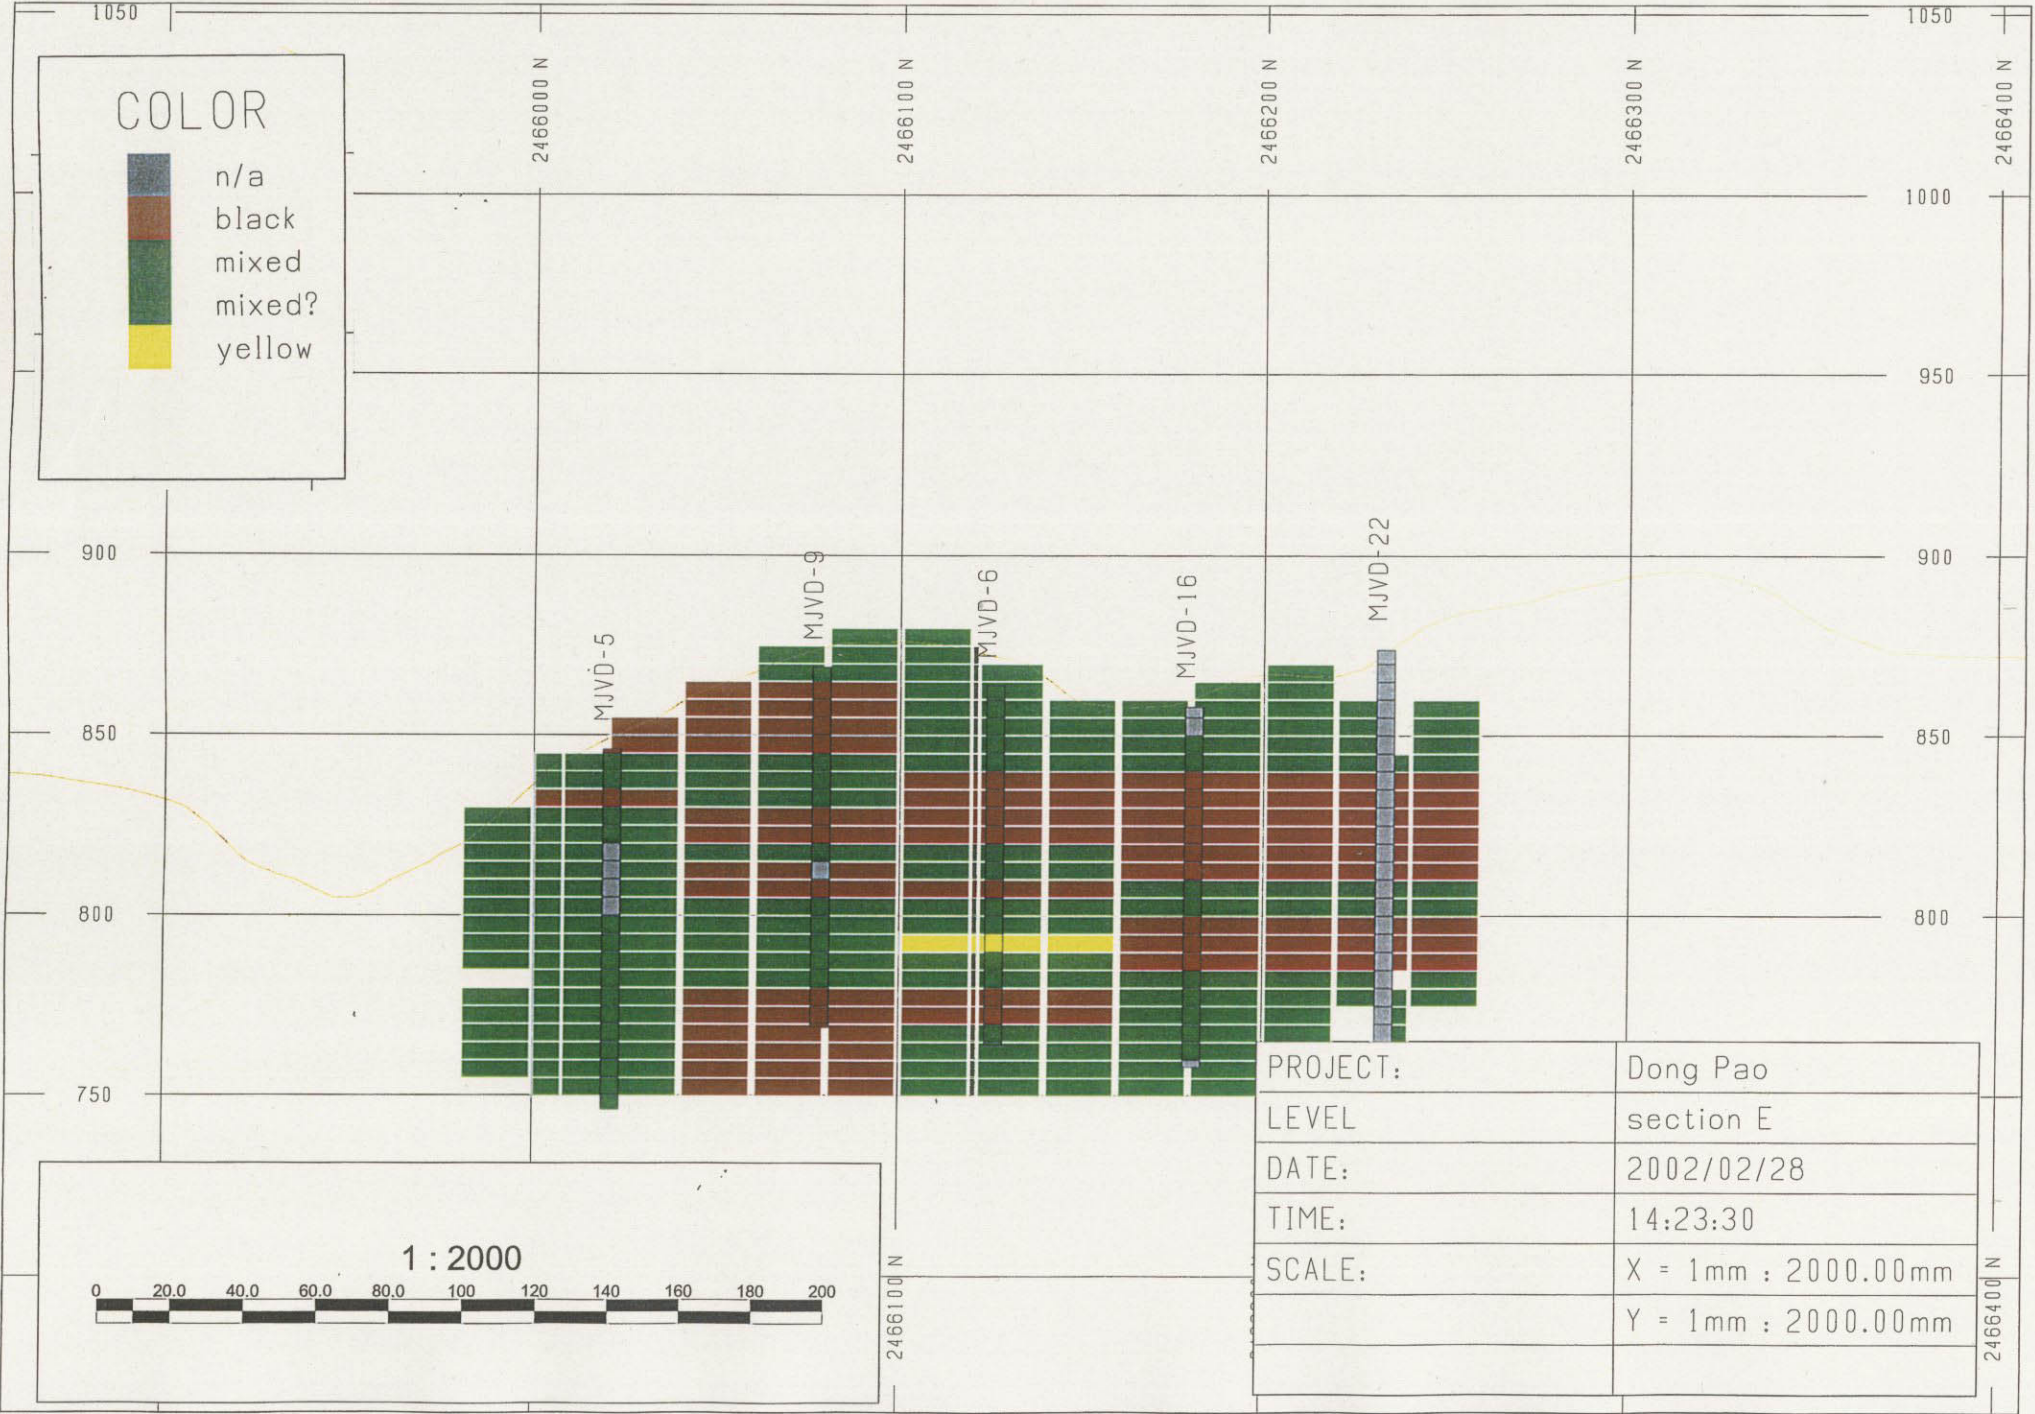 1050
1050
2466000 N
2466100 N
2466200 N
2466300 N
2466400 N
COLOR
n/a
black
mixed
mixed?
yellow
1000
950
900
900
MJVD-5
MJVD-9
MJVD-6
MJVD-16
MJVD-22
850
850
800
800
750
PROJECT: Dong Pao
LEVEL section E
DATE: 2002/02/28
TIME: 14:23:30
SCALE: X = 1mm : 2000.00mm
Y = 1mm : 2000.00mm
1 : 2000
0 20.0 40.0 60.0 80.0 100 120 140 160 180 200
2466100 N
2466400 N